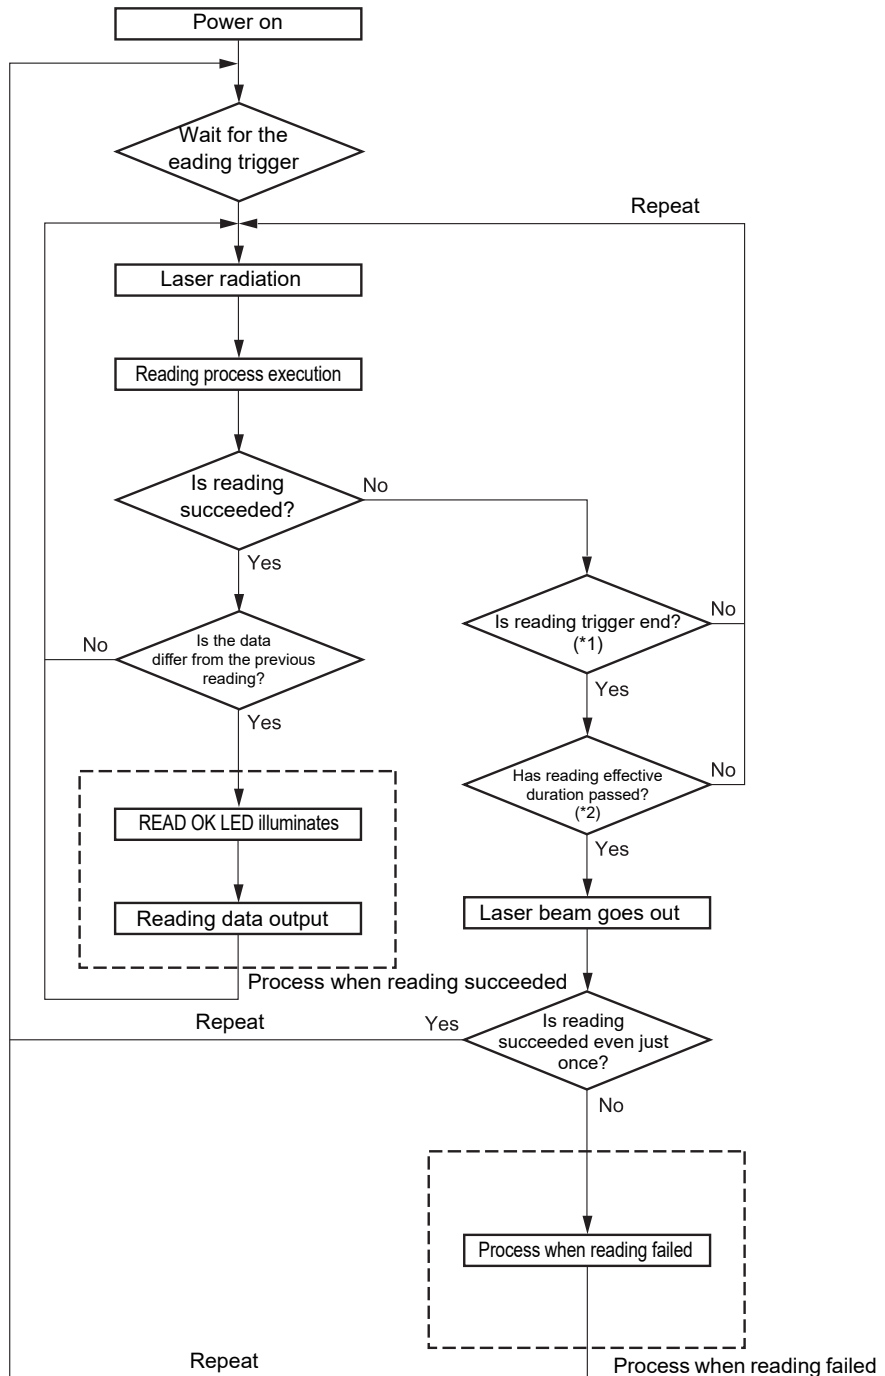 Power on
Wait for the
eading trigger
Repeat
Laser radiation
Reading process execution
Is reading
succeeded?
No
Yes
Is reading trigger end?
(*1)
No
Yes
Is the data
differ from the previous
reading?
No
Yes
Has reading effective
duration passed?
(*2)
No
Yes
READ OK LED illuminates
Reading data output
Process when reading succeeded
Laser beam goes out
Is reading
succeeded even just
once?
Yes
Repeat
No
Process when reading failed
Repeat
Process when reading failed